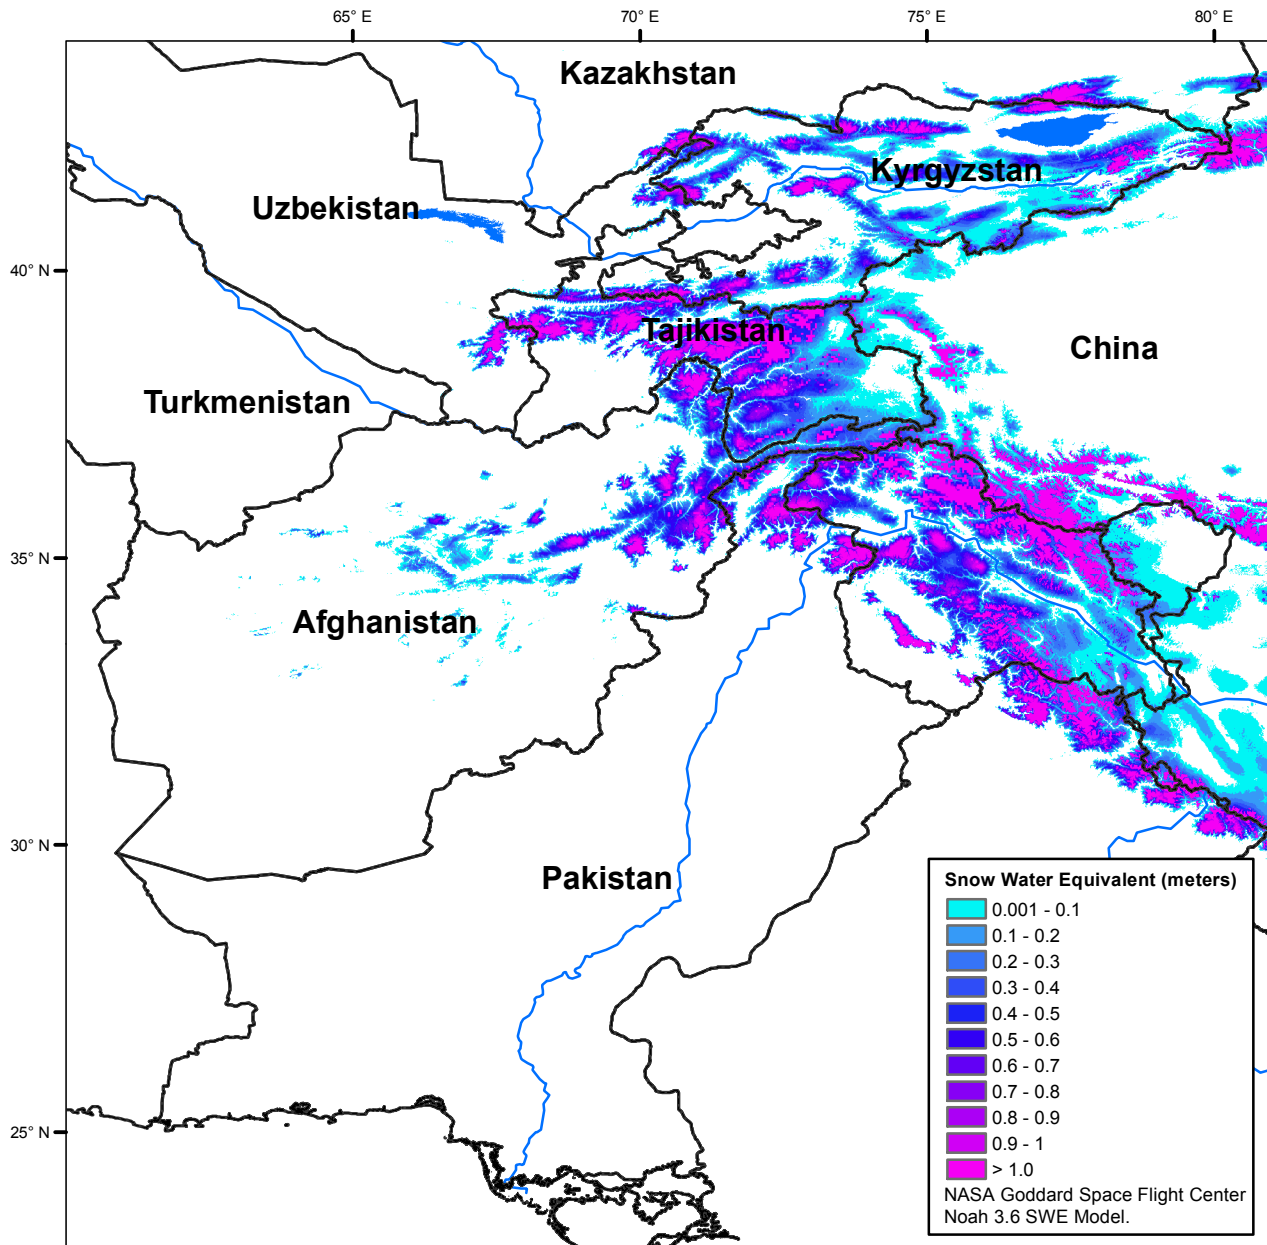 65° E
70° E
75° E
80° E
Kazakhstan
Kyrgyzstan
Uzbekistan
40° N
Tajikistan
China
Turkmenistan
35° N
Afghanistan
30° N
Pakistan
25° N
Snow Water Equivalent (meters)
0.001 - 0.1
0.1 - 0.2
0.2 - 0.3
0.3 - 0.4
0.4 - 0.5
0.5 - 0.6
0.6 - 0.7
0.7 - 0.8
0.8 - 0.9
0.9 - 1
> 1.0
NASA Goddard Space Flight Center
Noah 3.6 SWE Model.